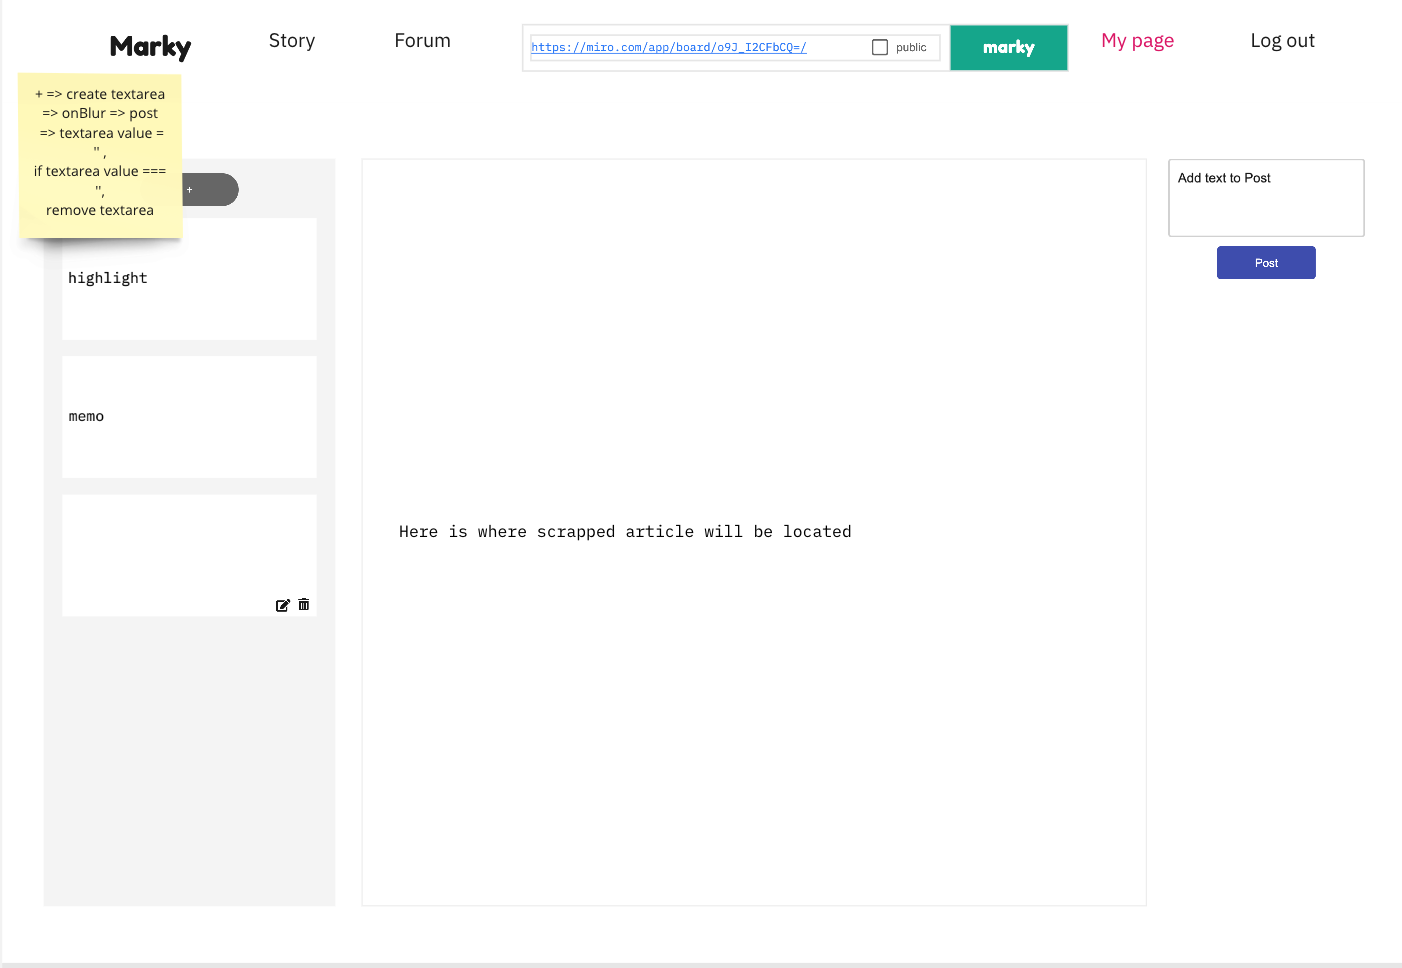 Marky
Story
Forum
https://miro.com/app/board/o9J_I2CFbCQ=/
public
marky
My page
Log out
+ => create textarea
=> onBlur => post
=> textarea value =
'' ,
if textarea value ===
'',
remove textarea
+
highlight
memo
Here is where scrapped article will be located
Add text to Post
Post